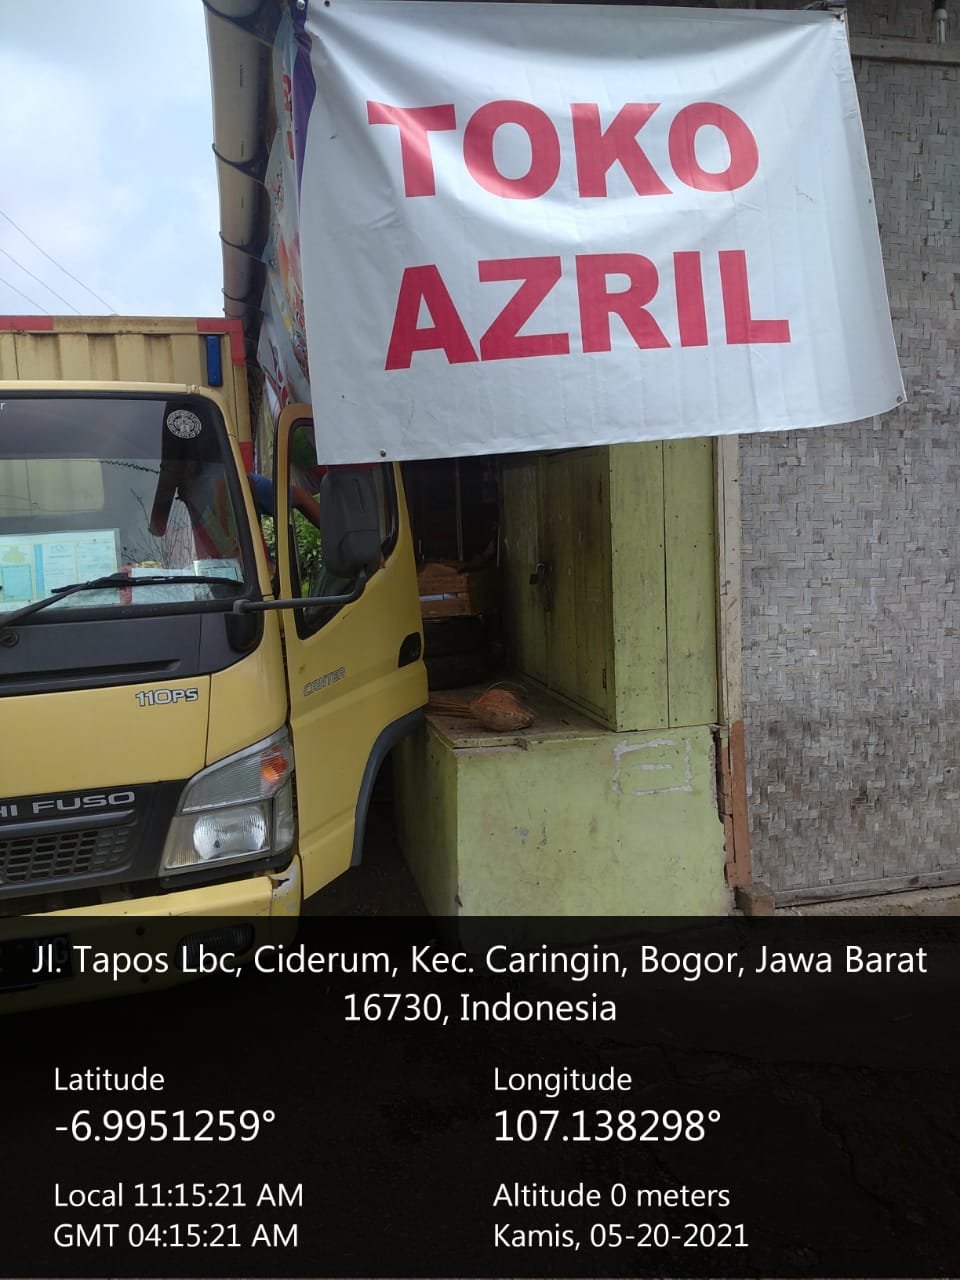 TOKO
AZRIL
110PS
CANTER
HI FUSO
Jl. Tapos Lbc, Ciderum, Kec. Caringin, Bogor, Jawa Barat
16730, Indonesia
Latitude
-6.9951259°
Longitude
107.138298°
Local 11:15:21 AM
GMT 04:15:21 AM
Altitude 0 meters
Kamis, 05-20-2021